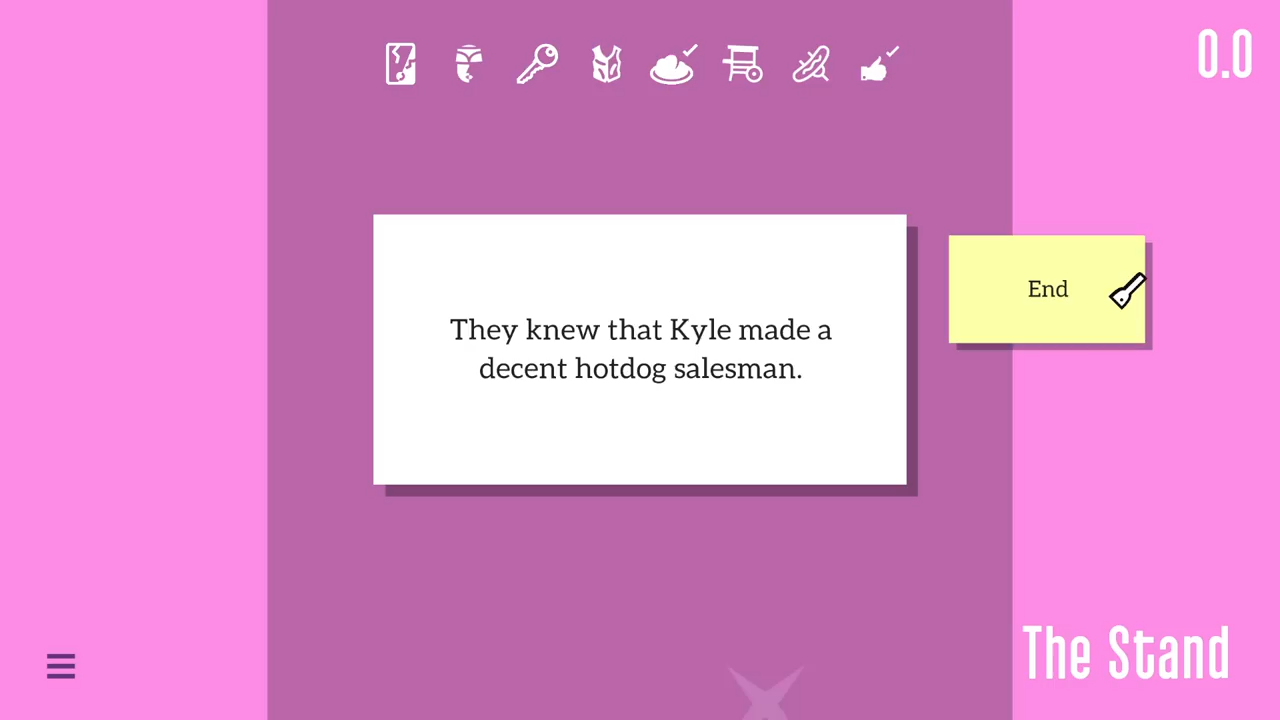 0.0
They knew that Kyle made a
decent hotdog salesman.
End
The Stand